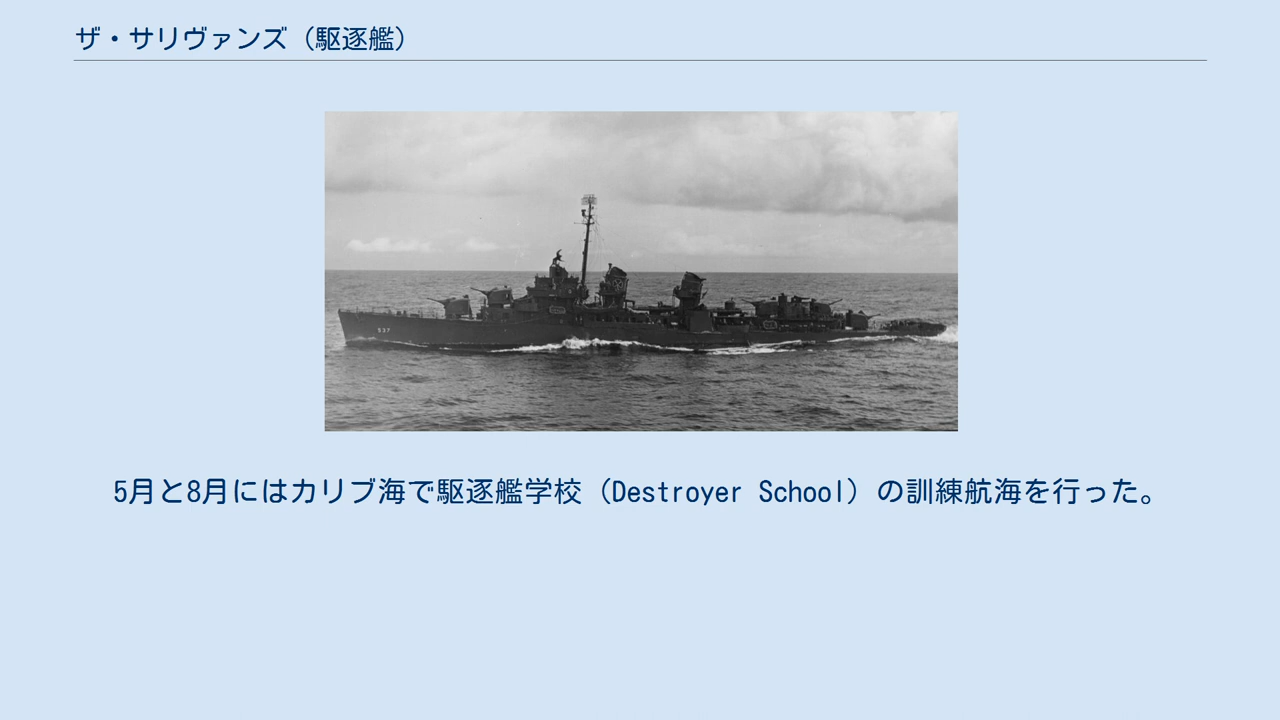 ザ・サリヴァンズ（駆逐艦）
537
5月と8月にはカリブ海で駆逐艦学校（Destroyer School）の訓練航海を行った。